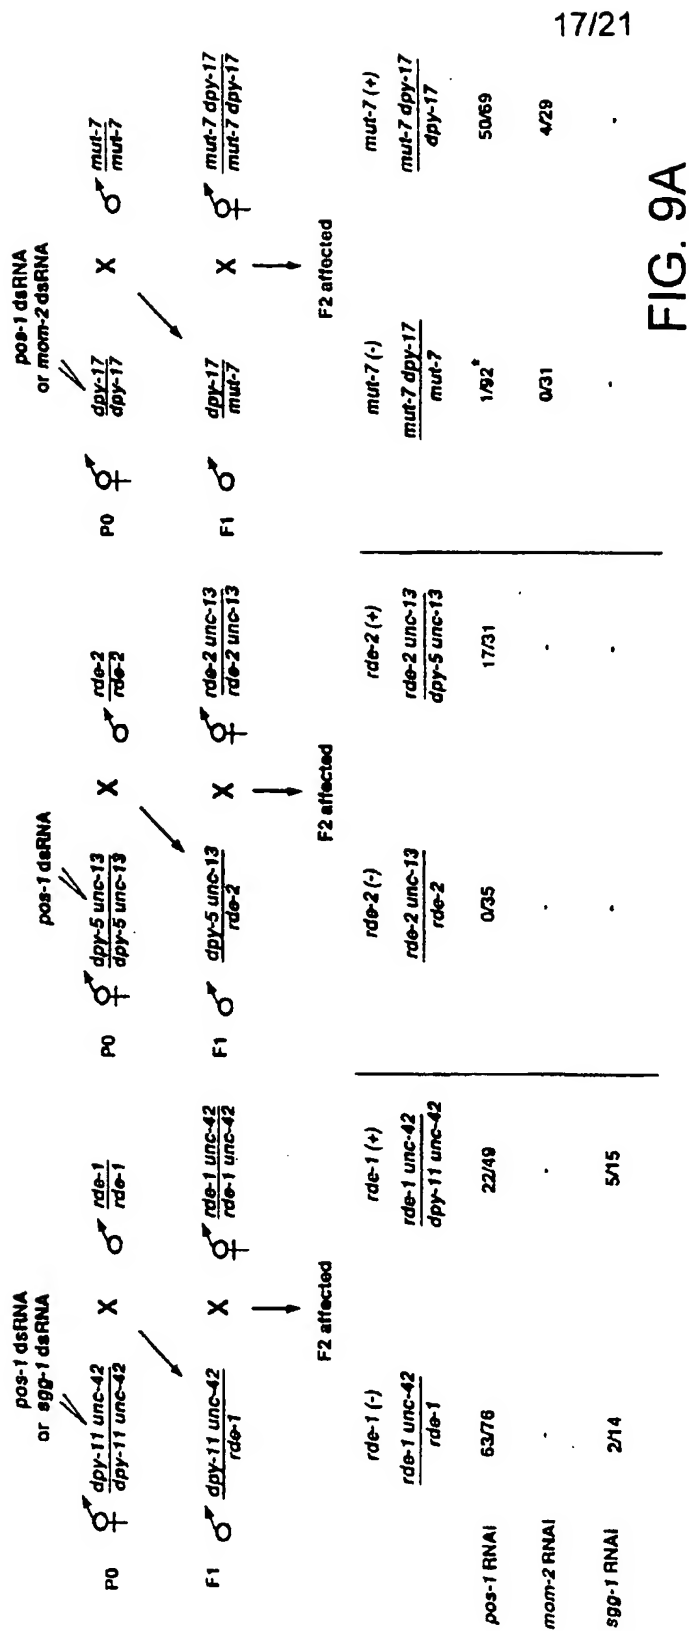 17/21
pos-1 dsRNA
or sgg-1 dsRNA
P0 dpy-11 unc-42 X rde-1
dpy-11 unc-42 rde-1
F1 dpy-11 unc-42 X rde-1 unc-42
rde-1 rde-1 unc-42
F2 affected
rde-1 (-) rde-1 (+)
rde-1 unc-42 rde-1 unc-42
rde-1 dpy-11 unc-42
pos-1 RNAi 63/76 22/49
mom-2 RNAi - -
sgg-1 RNAi 2/14 5/15
pos-1 dsRNA
P0 dpy-5 unc-13 X rde-2
dpy-5 unc-13 rde-2
F1 dpy-5 unc-13 X rde-2 unc-13
rde-2 rde-2 unc-13
F2 affected
rde-2 (-) rde-2 (+)
rde-2 unc-13 rde-2 unc-13
rde-2 dpy-5 unc-13
0/35 17/31
- -
- -
pos-1 dsRNA
or mom-2 dsRNA
P0 dpy-17 X mut-7
dpy-17 mut-7
F1 dpy-17 X mut-7 dpy-17
mut-7 mut-7 dpy-17
F2 affected
mut-7 (-) mut-7 (+)
mut-7 dpy-17 mut-7 dpy-17
mut-7 dpy-17
1/92* 50/69
0/31 4/29
- -
FIG. 9A